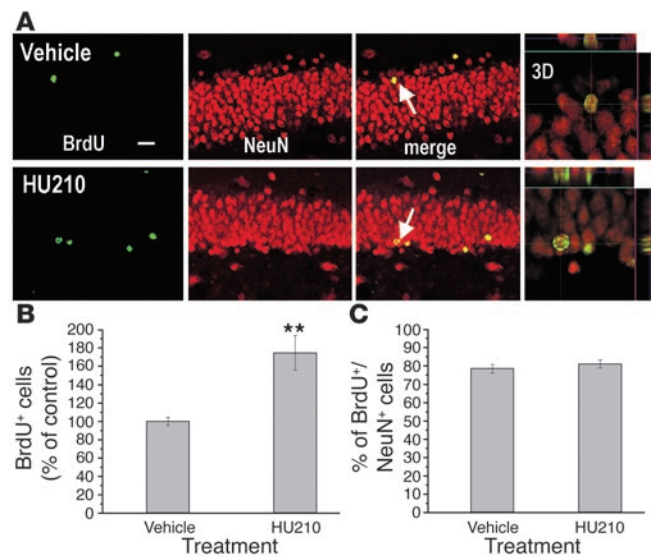 A
Vehicle
BrdU
NeuN
merge
3D
HU210
B
BrdU⁺ cells
(% of control)
200
180
160
140
120
100
80
60
40
20
0
**
Vehicle
HU210
Treatment
C
% of BrdU⁺/
NeuN⁺ cells
100
90
80
70
60
50
40
30
20
10
0
Vehicle
HU210
Treatment